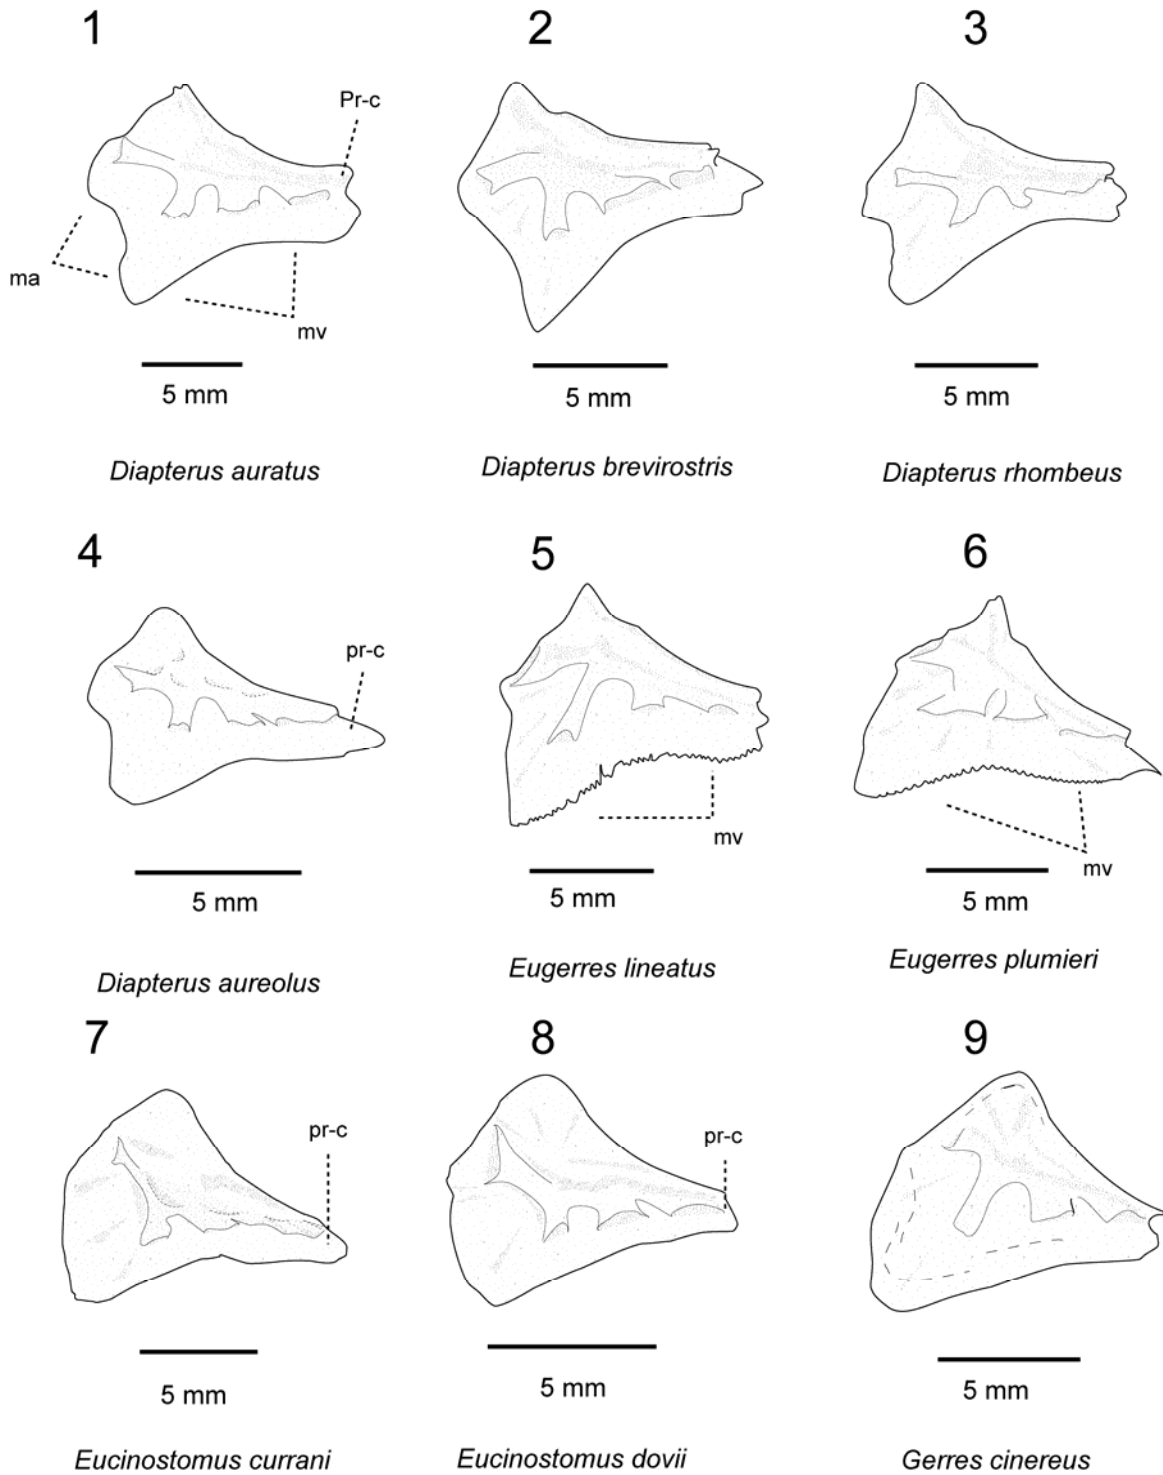 1
2
3
Pr-c
ma
mv
5 mm
5 mm
5 mm
Diapterus auratus
Diapterus brevirostris
Diapterus rhombeus
4
5
6
pr-c
mv
mv
5 mm
5 mm
5 mm
Diapterus aureolus
Eugerres lineatus
Eugerres plumieri
7
8
9
pr-c
pr-c
5 mm
5 mm
5 mm
Eucinostomus currani
Eucinostomus dovii
Gerres cinereus